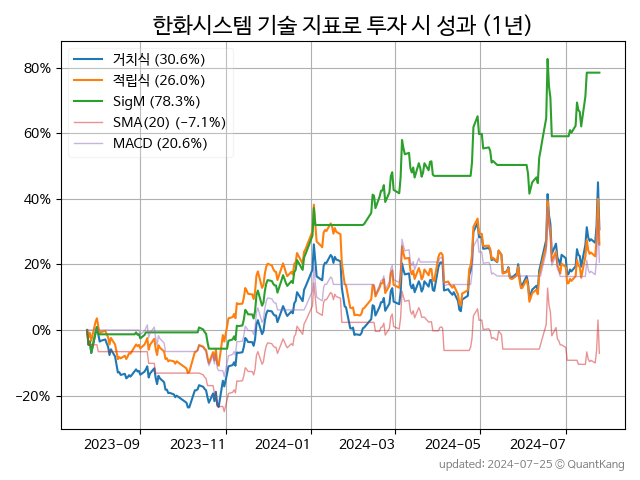 한화시스템 기술 지표로 투자 시 성과 (1년)
거치식 (30.6%)
적립식 (26.0%)
SigM (78.3%)
SMA(20) (-7.1%)
MACD (20.6%)
80%
60%
40%
20%
0%
-20%
2023-09 2023-11 2024-01 2024-03 2024-05 2024-07
updated: 2024-07-25 © QuantKang